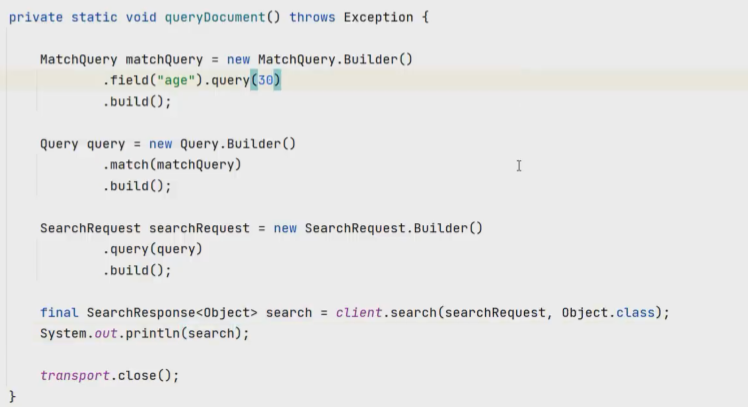 private static void queryDocument() throws Exception {
MatchQuery matchQuery = new MatchQuery.Builder()
.field("age").query(30)
.build();
Query query = new Query.Builder()
.match(matchQuery)
.build();
SearchRequest searchRequest = new SearchRequest.Builder()
.query(query)
.build();
final SearchResponse<Object> search = client.search(searchRequest, Object.class);
System.out.println(search);
transport.close();
}